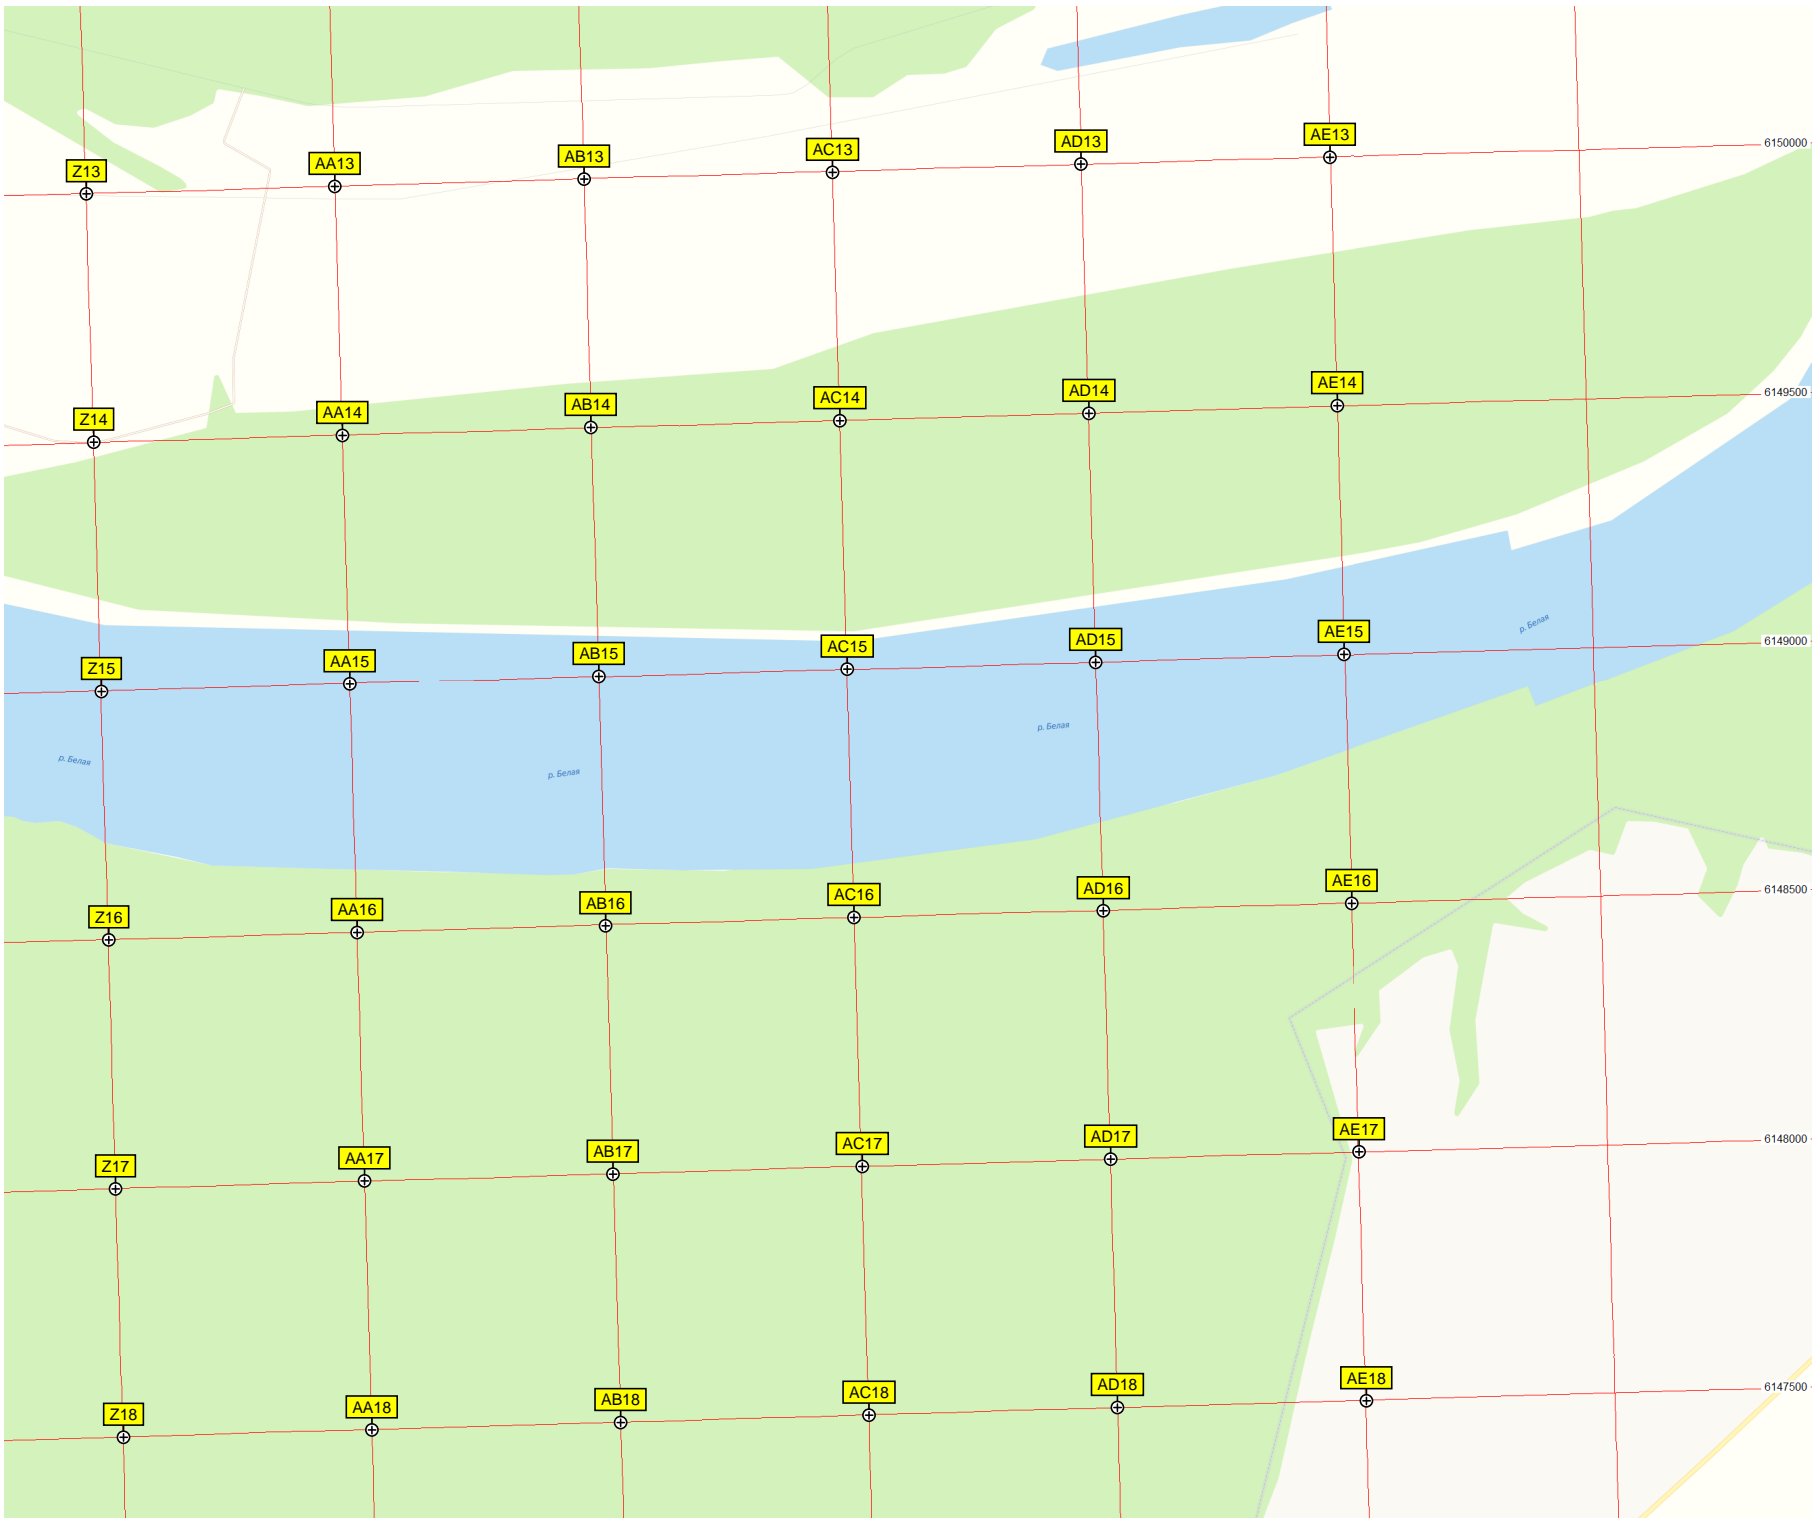 Z13 AA13 AB13 AC13 AD13 AE13 6150000
Z14 AA14 AB14 AC14 AD14 AE14 6149500
р. Белая
Z15 AA15 AB15 AC15 AD15 AE15 6149000
р. Белая
р. Белая
р. Белая
Z16 AA16 AB16 AC16 AD16 AE16 6148500
Z17 AA17 AB17 AC17 AD17 AE17 6148000
Z18 AA18 AB18 AC18 AD18 AE18 6147500